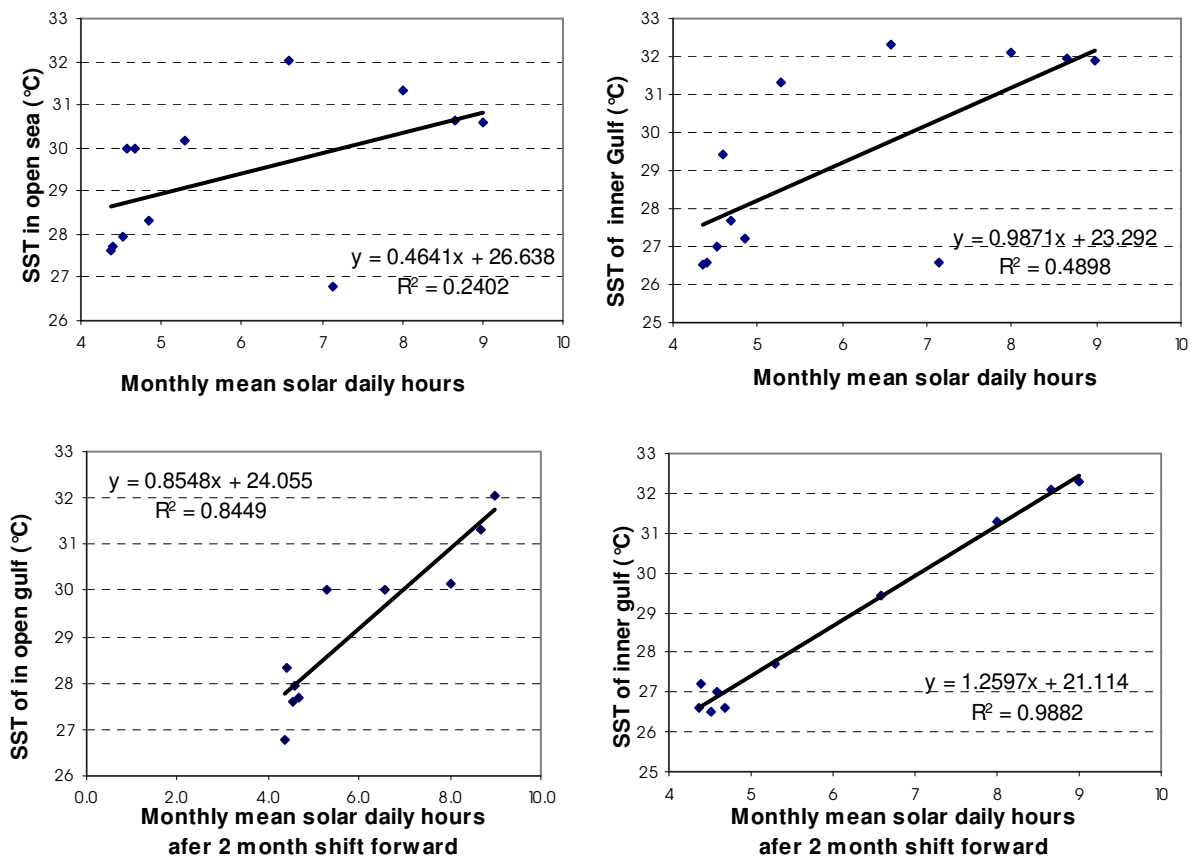 SST in open sea (°C)
33
32
31
30
29
28
27
26
y = 0.4641x + 26.638
R² = 0.2402
4 5 6 7 8 9 10
Monthly mean solar daily hours
SST of inner Gulf (°C)
33
32
31
30
29
28
27
26
25
y = 0.9871x + 23.292
R² = 0.4898
4 5 6 7 8 9 10
Monthly mean solar daily hours
SST of in open gulf (°C)
33
32
31
30
29
28
27
26
y = 0.8548x + 24.055
R² = 0.8449
0.0 2.0 4.0 6.0 8.0 10.0
Monthly mean solar daily hours
afer 2 month shift forward
SST of inner gulf (°C)
33
32
31
30
29
28
27
26
25
y = 1.2597x + 21.114
R² = 0.9882
4 5 6 7 8 9 10
Monthly mean solar daily hours
afer 2 month shift forward